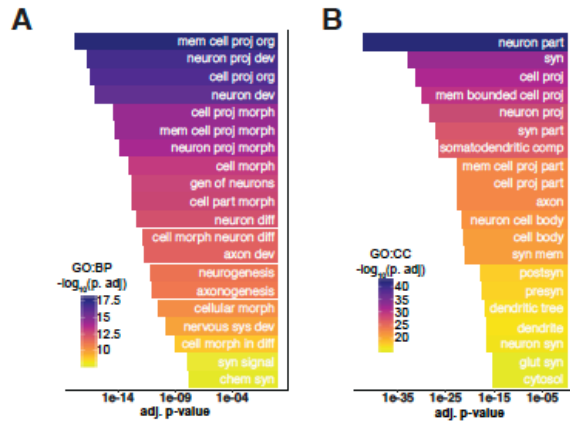 A
mem cell proj org
neuron proj dev
cell proj org
neuron dev
cell proj morph
mem cell proj morph
neuron proj morph
cell morph
gen of neurons
cell part morph
neuron diff
cell morph neuron diff
axon dev
neurogenesis
axonogenesis
cellular morph
nervous sys dev
cell morph in diff
syn signal
chem syn
GO:BP
-log10(p. adj)
17.5
15.0
12.5
10
1e-14
1e-09
1e-04
adj. p-value
B
neuron part
syn
cell proj
mem bounded cell proj
neuron proj
syn part
somatodendritic comp
mem cell proj part
cell proj part
axon
neuron cell body
cell body
syn mem
postsyn
presyn
dendritic tree
dendrite
neuron syn
glut syn
cytosol
GO:CC
-log10(p. adj)
40
35
30
25
20
1e-35
1e-25
1e-15
1e-05
adj. p-value